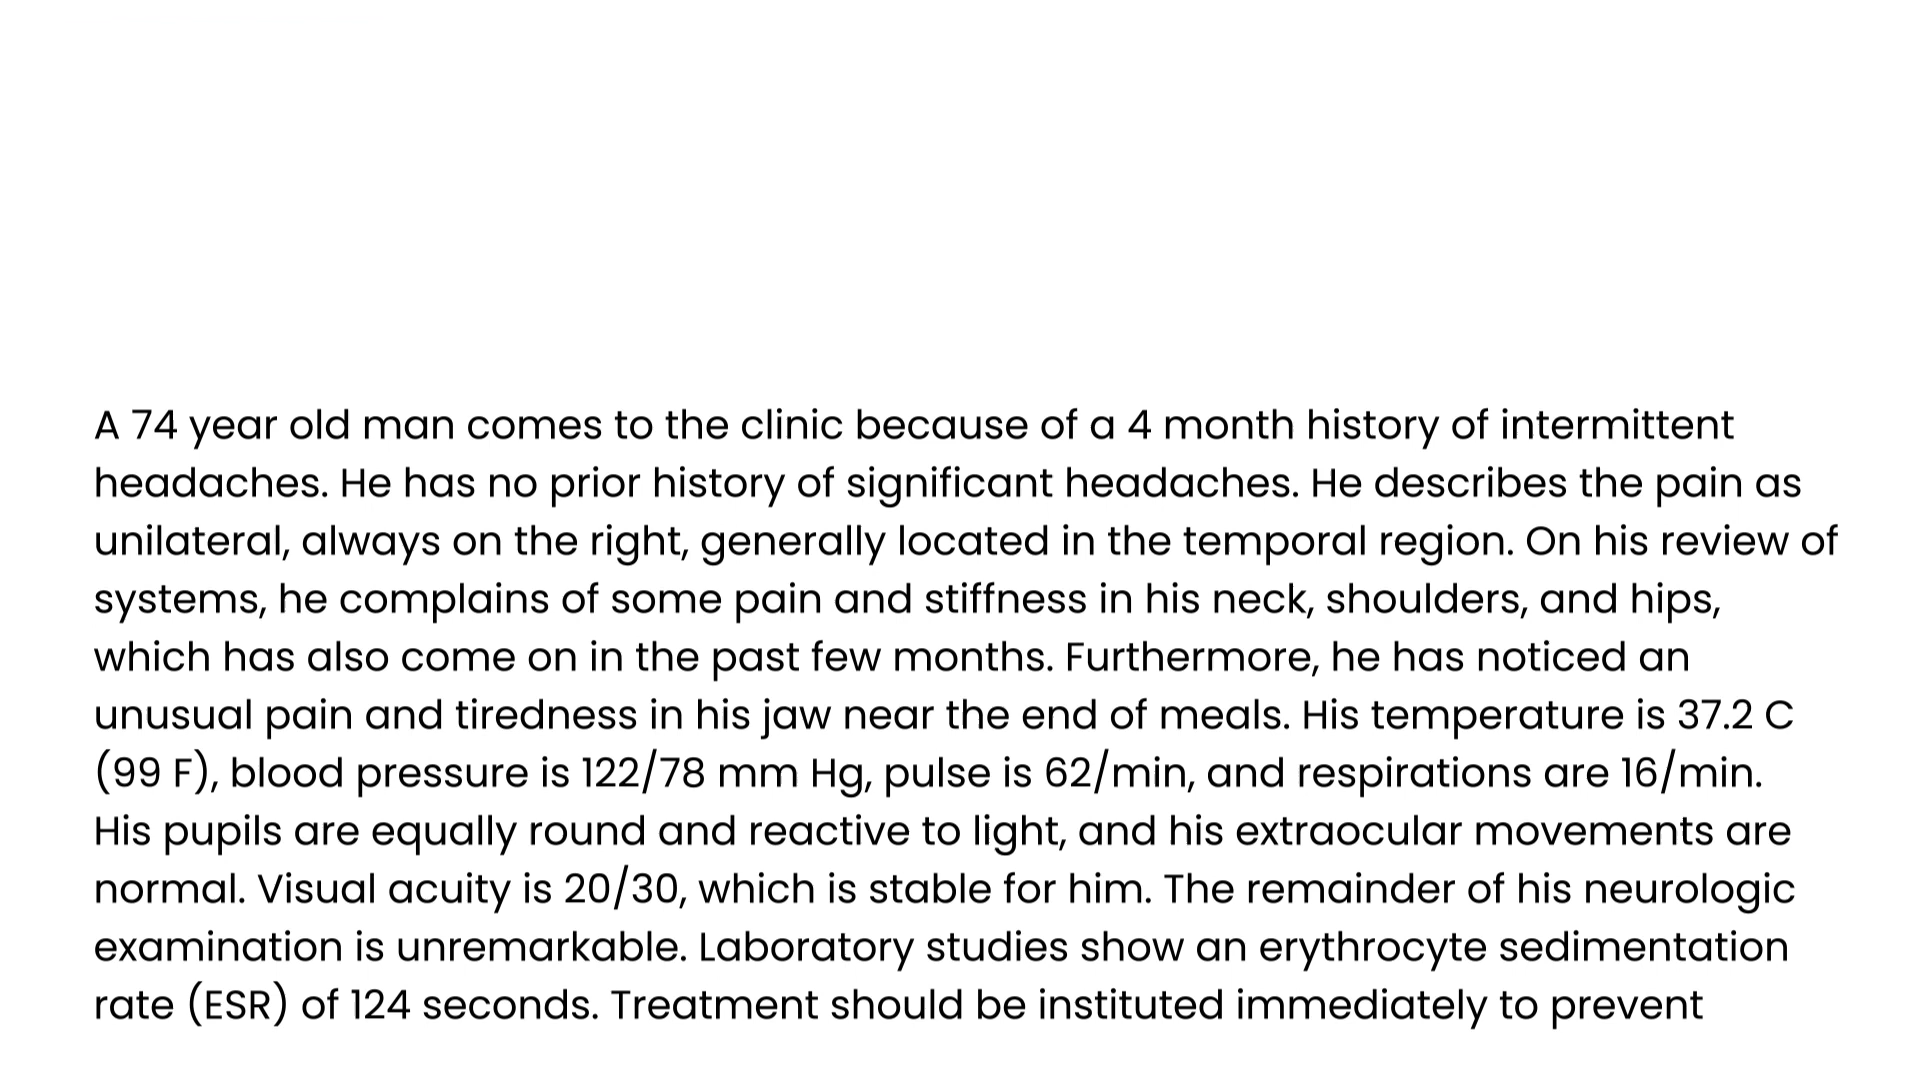 A 74 year old man comes to the clinic because of a 4 month history of intermittent
headaches. He has no prior history of significant headaches. He describes the pain as
unilateral, always on the right, generally located in the temporal region. On his review of
systems, he complains of some pain and stiffness in his neck, shoulders, and hips,
which has also come on in the past few months. Furthermore, he has noticed an
unusual pain and tiredness in his jaw near the end of meals. His temperature is 37.2 C
(99 F), blood pressure is 122/78 mm Hg, pulse is 62/min, and respirations are 16/min.
His pupils are equally round and reactive to light, and his extraocular movements are
normal. Visual acuity is 20/30, which is stable for him. The remainder of his neurologic
examination is unremarkable. Laboratory studies show an erythrocyte sedimentation
rate (ESR) of 124 seconds. Treatment should be instituted immediately to prevent